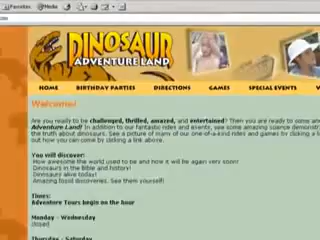 Favorites Media
DINOSAUR
ADVENTURE LAND
HOME BIRTHDAY PARTIES DIRECTIONS GAMES SPECIAL EVENTS
Welcome!
Are you ready to be challenged, thrilled, amazed, and entertained? Then you are ready to come
Adventure Land! In addition to our fantastic rides and events, see some amazing science
the truth about dinosaurs. See a picture of many of our one-of-a-kind rides and games by clicking
out how you can come by clicking a link above.
You will discover:
How awesome the world used to be and how it will be again very soon!
Dinosaurs in the Bible and history!
Dinosaurs alive today!
Amazing fossil discoveries. See them yourself!
Times:
Adventure Tours begin on the hour
Monday - Wednesday
closed
Thursday - Saturday